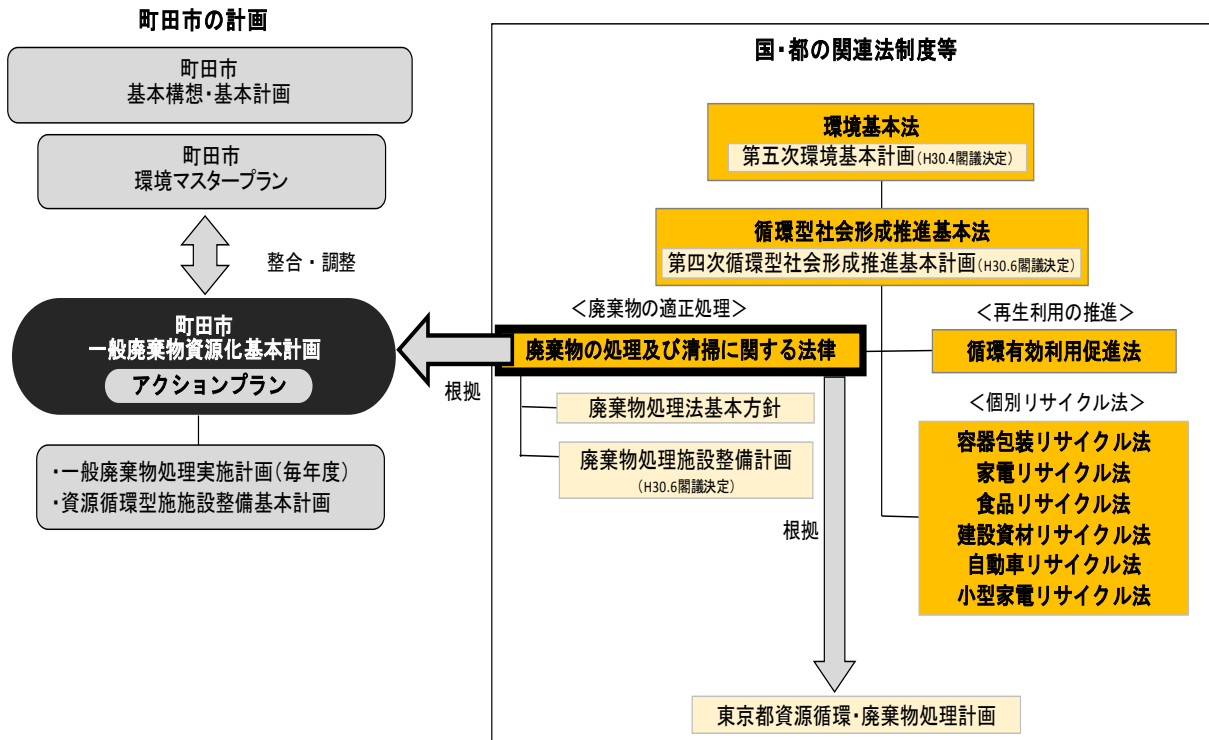 町田市の計画
町田市
基本構想・基本計画
町田市
環境マスタープラン
整合・調整
町田市
一般廃棄物資源化基本計画
アクションプラン
・一般廃棄物処理実施計画(毎年度)
・資源循環型施施設整備基本計画
国・都の関連法制度等
環境基本法
第五次環境基本計画(H30.4閣議決定)
循環型社会形成推進基本法
第四次循環型社会形成推進基本計画(H30.6閣議決定)
<廃棄物の適正処理>
廃棄物の処理及び清掃に関する法律
根拠
廃棄物処理法基本方針
廃棄物処理施設整備計画
(H30.6閣議決定)
根拠
<再生利用の推進>
循環有効利用促進法
<個別リサイクル法>
容器包装リサイクル法
家電リサイクル法
食品リサイクル法
建設資材リサイクル法
自動車リサイクル法
小型家電リサイクル法
東京都資源循環・廃棄物処理計画